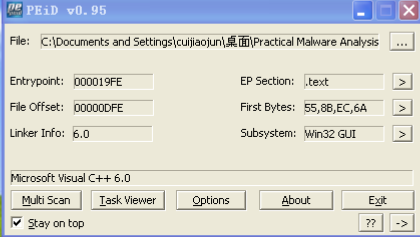 PEiD v0.95
File: C:\Documents and Settings\cuijiaojun\桌面\Practical Malware Analysis ...
Entrypoint: 000019FE EP Section: .text >
File Offset: 00000DFE First Bytes: 55,8B,EC,6A >
Linker Info: 6.0 Subsystem: Win32 GUI >
Microsoft Visual C++ 6.0
Multi Scan Task Viewer Options About Exit
Stay on top ?? ->